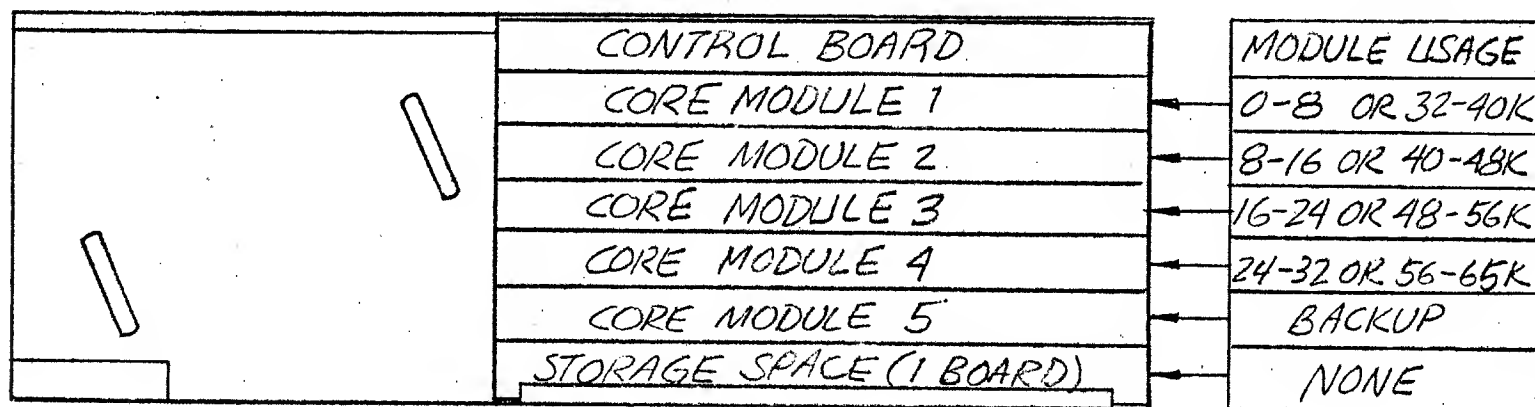 CONTROL BOARD
CORE MODULE 1
CORE MODULE 2
CORE MODULE 3
CORE MODULE 4
CORE MODULE 5
STORAGE SPACE (1 BOARD)
MODULE USAGE
0-8 OR 32-40K
8-16 OR 40-48K
16-24 OR 48-56K
24-32 OR 56-65K
BACKUP
NONE